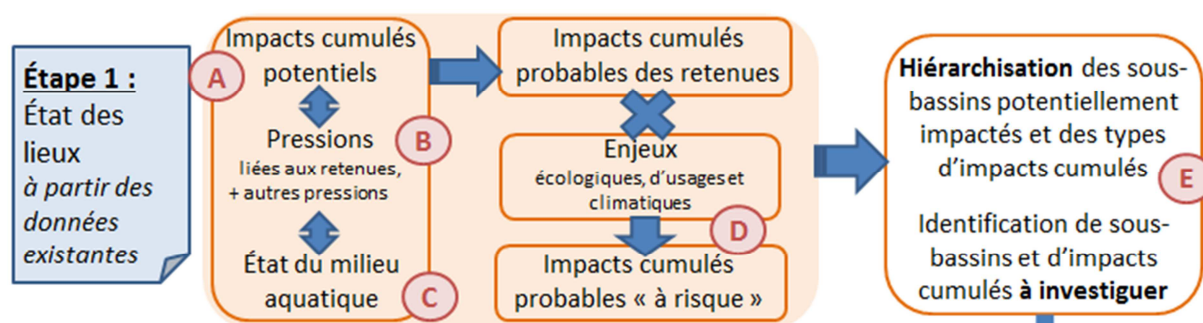 Étape 1 :
État des
lieux
à partir des
données
existantes
A
Impacts cumulés
potentiels
Pressions
B
liées aux retenues,
+ autres pressions
État du milieu
aquatique
C
Impacts cumulés
probables des retenues
Enjeux
écologiques, d'usages et
climatiques
D
Impacts cumulés
probables « à risque »
Hiérarchisation des sous-
bassins potentiellement
impactés et des types
d'impacts cumulés
E
Identification de sous-
bassins et d'impacts
cumulés à investiguer